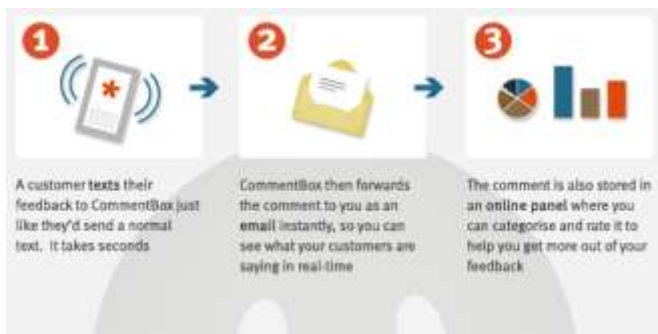 1
2
3
A customer texts their
feedback to CommentBox just
like they'd send a normal
text. It takes seconds
CommentBox then forwards
the comment to you as an
email instantly, so you can
see what your customers are
saying in real-time
The comment is also stored in
an online panel where you
can categorise and rate it to
help you get more out of your
feedback